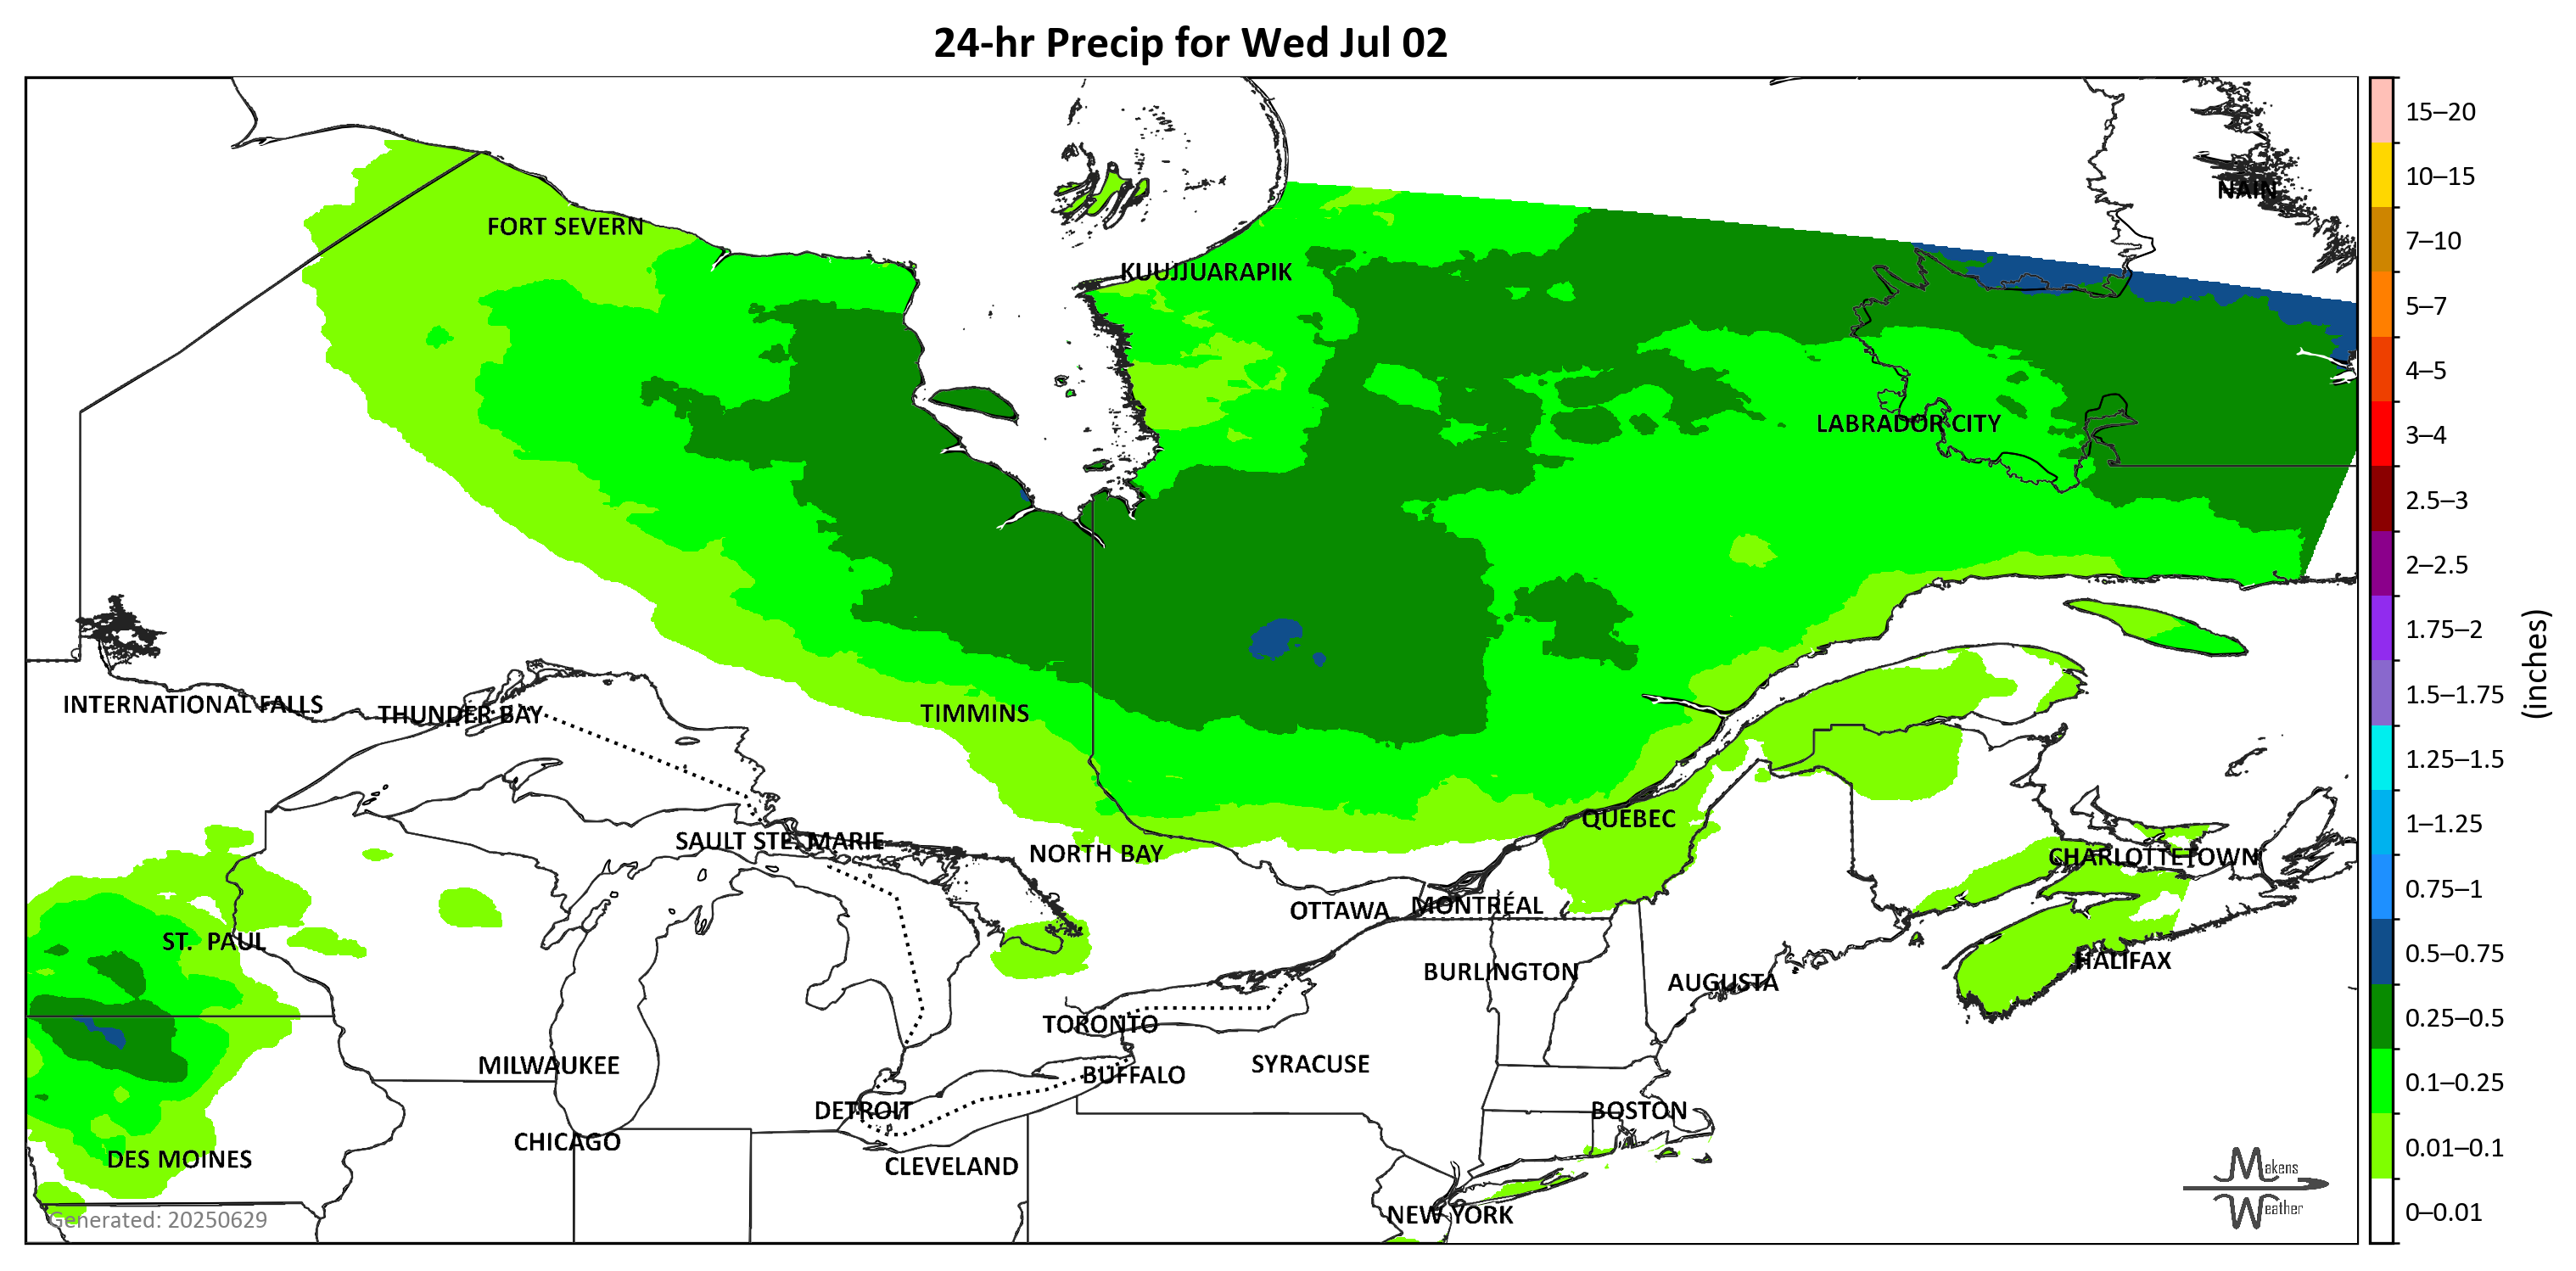 24-hr Precip for Wed Jul 02
NAIN
FORT SEVERN
KUUJJUARAPIK
LABRADOR CITY
INTERNATIONAL FALLS
THUNDER BAY
TIMMINS
QUEBEC
SAULT STE. MARIE
NORTH BAY
CHARLOTTETOWN
OTTAWA
MONTRÉAL
ST. PAUL
HALIFAX
BURLINGTON
AUGUSTA
TORONTO
MILWAUKEE
SYRACUSE
BUFFALO
DETROIT
BOSTON
CHICAGO
DES MOINES
CLEVELAND
NEW YORK
Generated: 20250629
Makens
Weather
15–20
10–15
7–10
5–7
4–5
3–4
2.5–3
2–2.5
1.75–2
1.5–1.75
1.25–1.5
1–1.25
0.75–1
0.5–0.75
0.25–0.5
0.1–0.25
0.01–0.1
0–0.01
(inches)